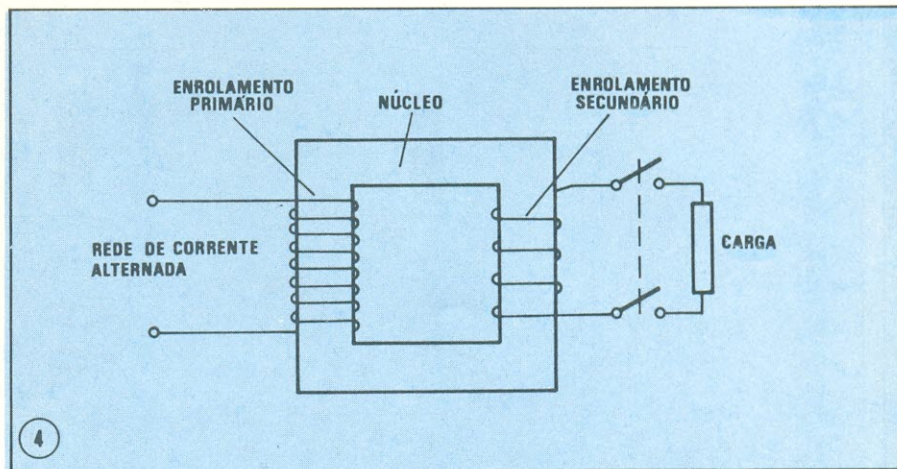 ENROLAMENTO
PRIMÁRIO
NÚCLEO
ENROLAMENTO
SECUNDÁRIO
REDE DE CORRENTE
ALTERNADA
CARGA
4